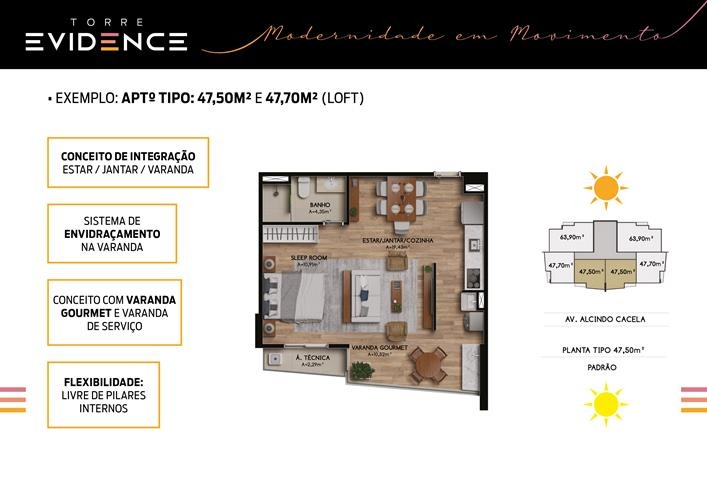 TORRE
EVIDENCE
Modernidade em Movimento
• EXEMPLO: APTº TIPO: 47,50M² E 47,70M² (LOFT)
CONCEITO DE INTEGRAÇÃO
ESTAR / JANTAR / VARANDA
SISTEMA DE
ENVIDRAÇAMENTO
NA VARANDA
CONCEITO COM VARANDA
GOURMET E VARANDA
DE SERVIÇO
FLEXIBILIDADE:
LIVRE DE PILARES
INTERNOS
BANHO
A=4,35m²
ESTAR/JANTAR/COZINHA
A=19,43m²
SLEEP ROOM
A=10,91m²
VARANDA GOURMET
A=10,52m²
Á. TÉCNICA
A=2,29m²
63,90m²
63,90m²
47,70m²
47,50m²
47,50m²
47,70m²
AV. ALCINDO CACELA
PLANTA TIPO 47,50m²
PADRÃO